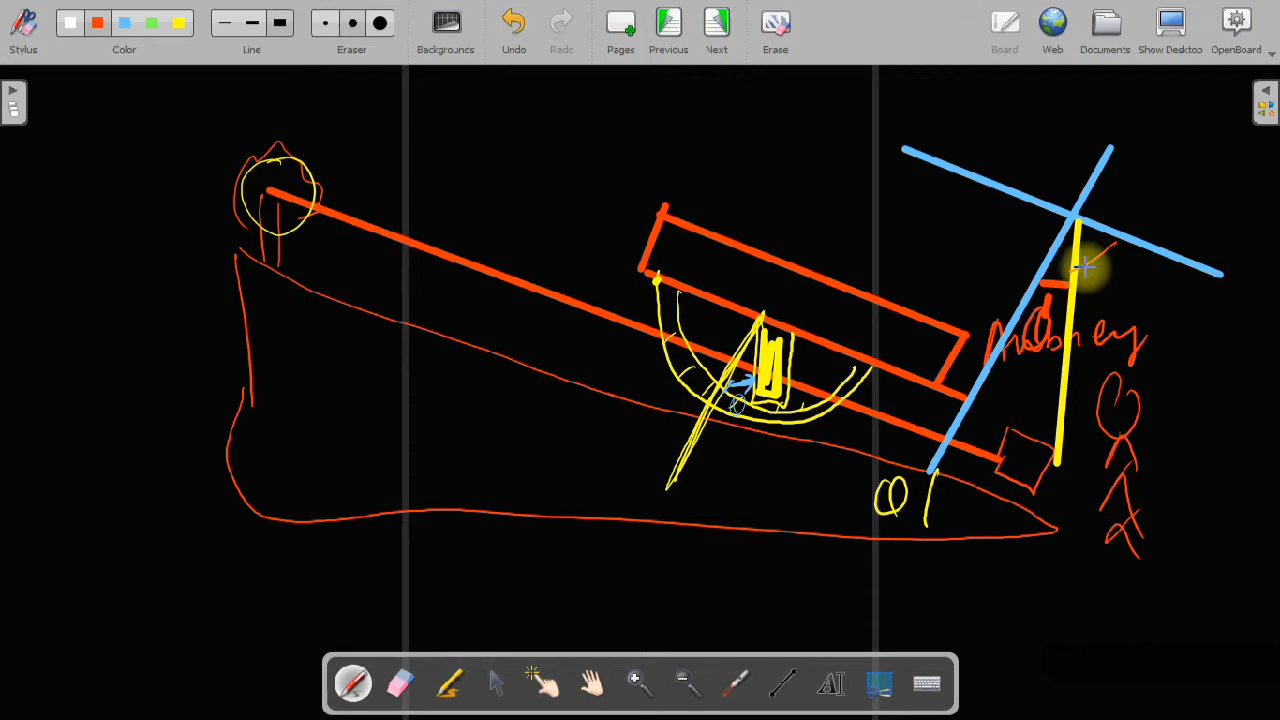 Stylus
Color
Line
Eraser
Backgrounds
Undo
Redo
Pages
Previous
Next
Erase
Board
Web
Documents
Show Desktop
OpenBoard
θ